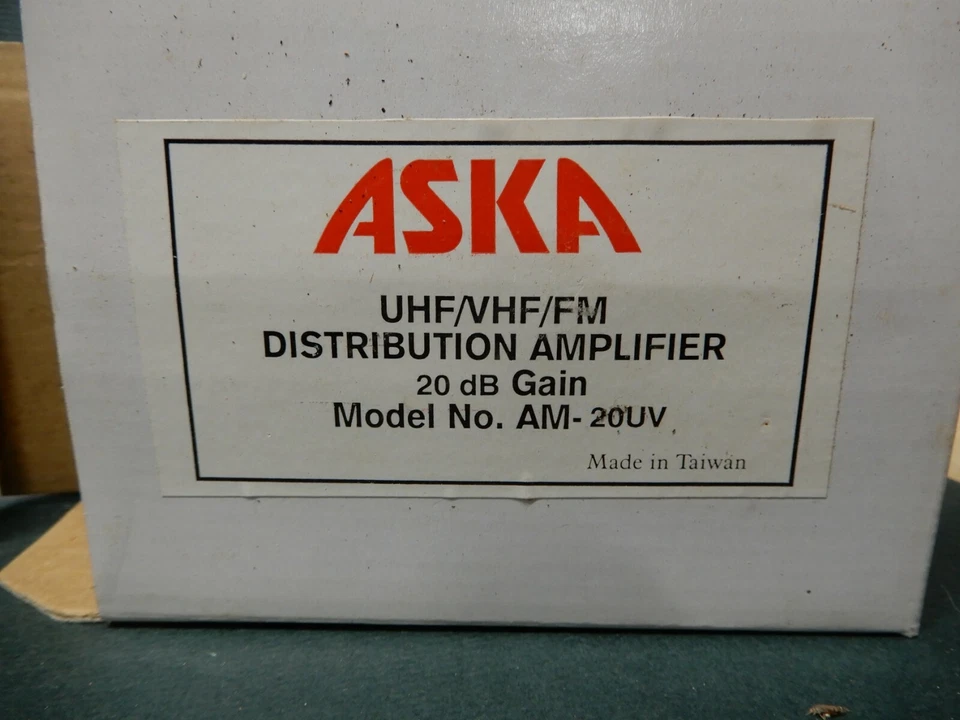 ASKA
UHF/VHF/FM
DISTRIBUTION AMPLIFIER
20 dB Gain
Model No. AM- 20UV
Made in Taiwan